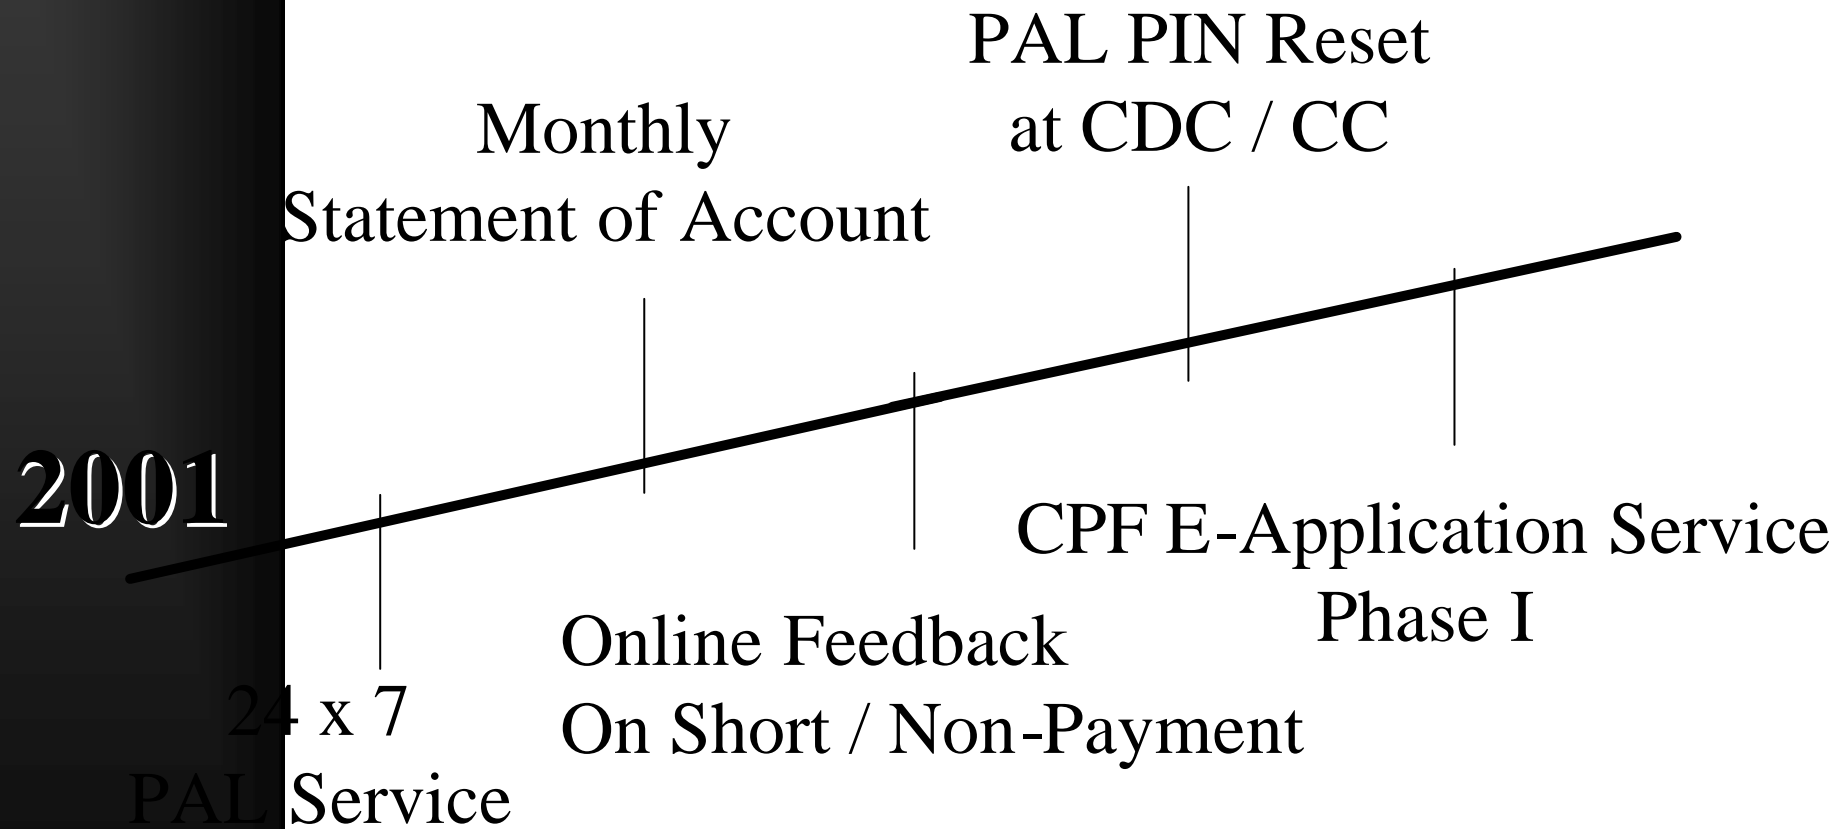 PAL PIN Reset
at CDC / CC
Monthly
Statement of Account
2001
CPF E-Application Service
Phase I
Online Feedback
On Short / Non-Payment
24 x 7
PAL Service